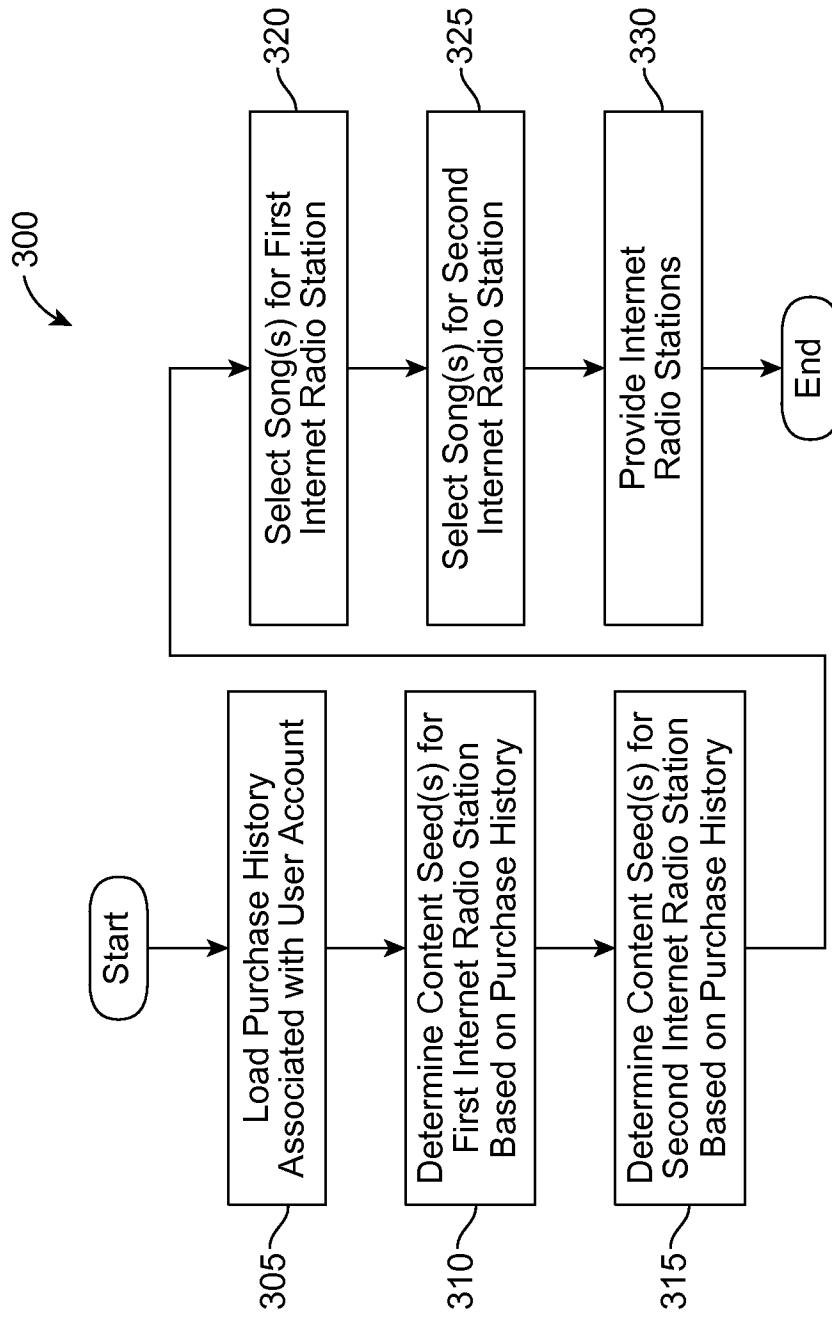 300
Start
Load Purchase History
Associated with User Account
305
Determine Content Seed(s) for
First Internet Radio Station
Based on Purchase History
310
Determine Content Seed(s) for
Second Internet Radio Station
Based on Purchase History
315
Select Song(s) for First
Internet Radio Station
320
Select Song(s) for Second
Internet Radio Station
325
Provide Internet
Radio Stations
330
End